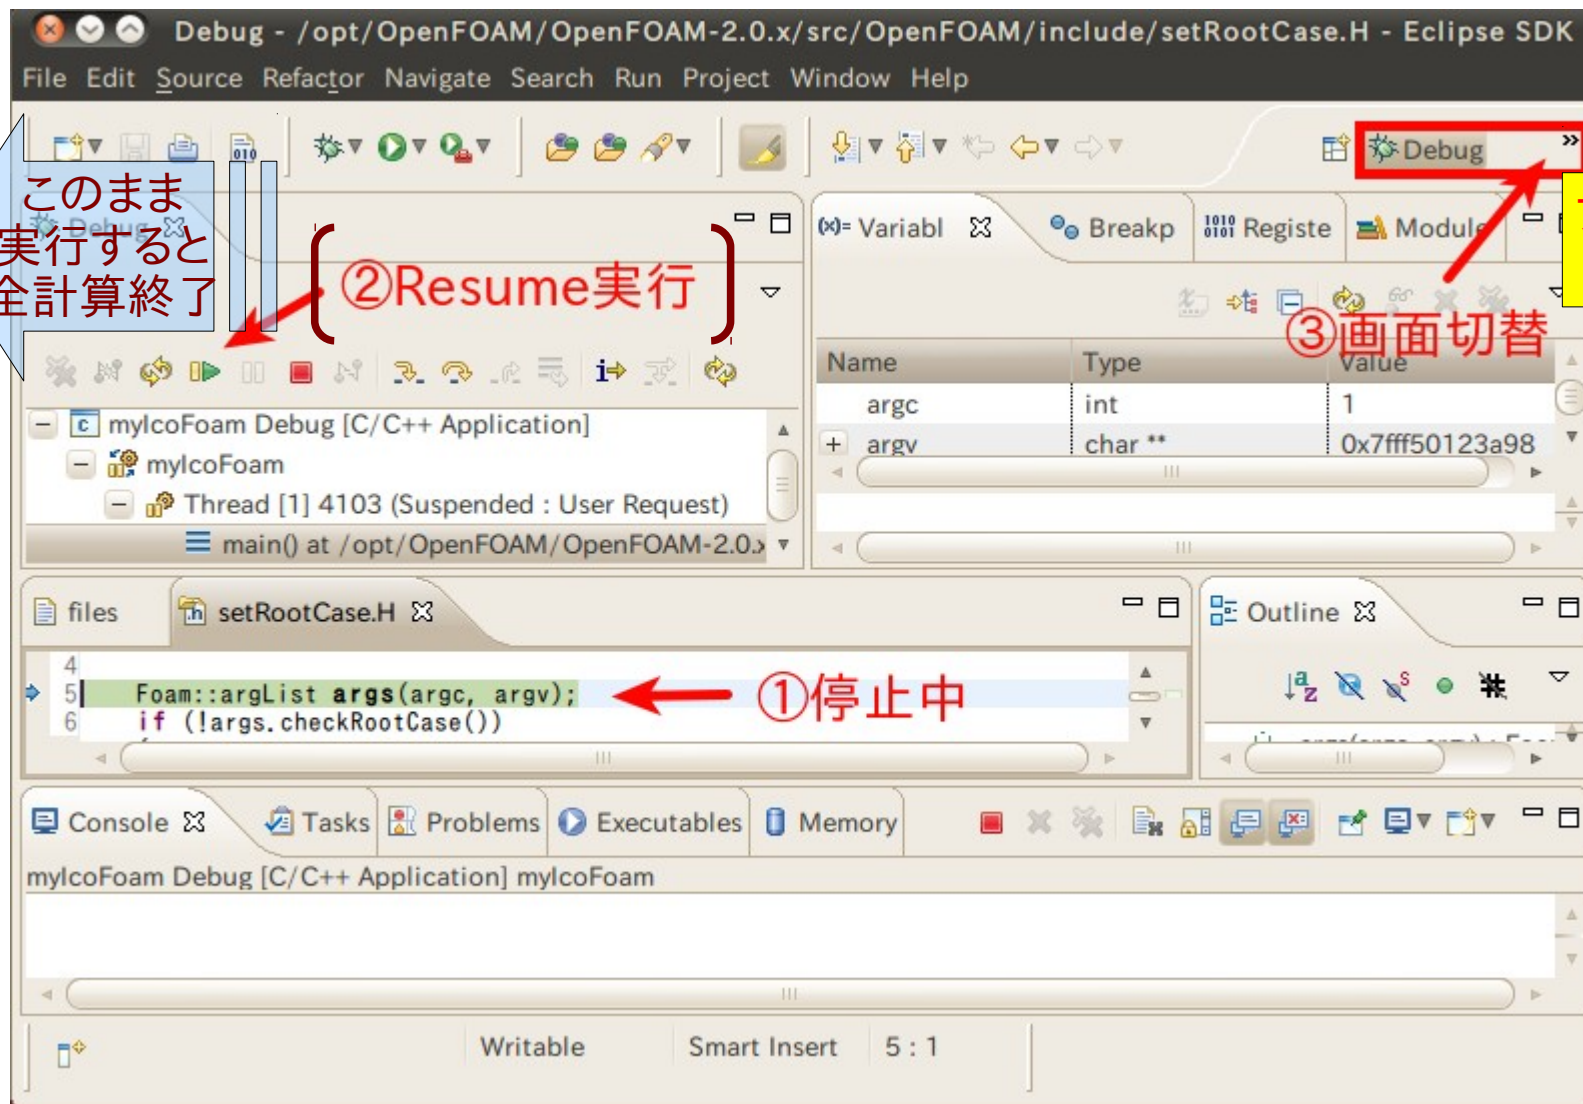 Debug - /opt/OpenFOAM/OpenFOAM-2.0.x/src/OpenFOAM/include/setRootCase.H - Eclipse SDK
File Edit Source Refactor Navigate Search Run Project Window Help
010
Debug
»
このまま
実行すると
全計算終了
Debug
②Resume実行
(x)= Variabl
Breakp
1010
0101
Registe
Module
③画面切替
Name Type Value
argc int 1
argv char ** 0x7fff50123a98
myIcoFoam Debug [C/C++ Application]
myIcoFoam
Thread [1] 4103 (Suspended : User Request)
main() at /opt/OpenFOAM/OpenFOAM-2.0.x
files
setRootCase.H
Outline
4
5 Foam::argList args(argc, argv);
6 if (!args.checkRootCase())
①停止中
Console
Tasks
Problems
Executables
Memory
myIcoFoam Debug [C/C++ Application] myIcoFoam
Writable
Smart Insert
5 : 1